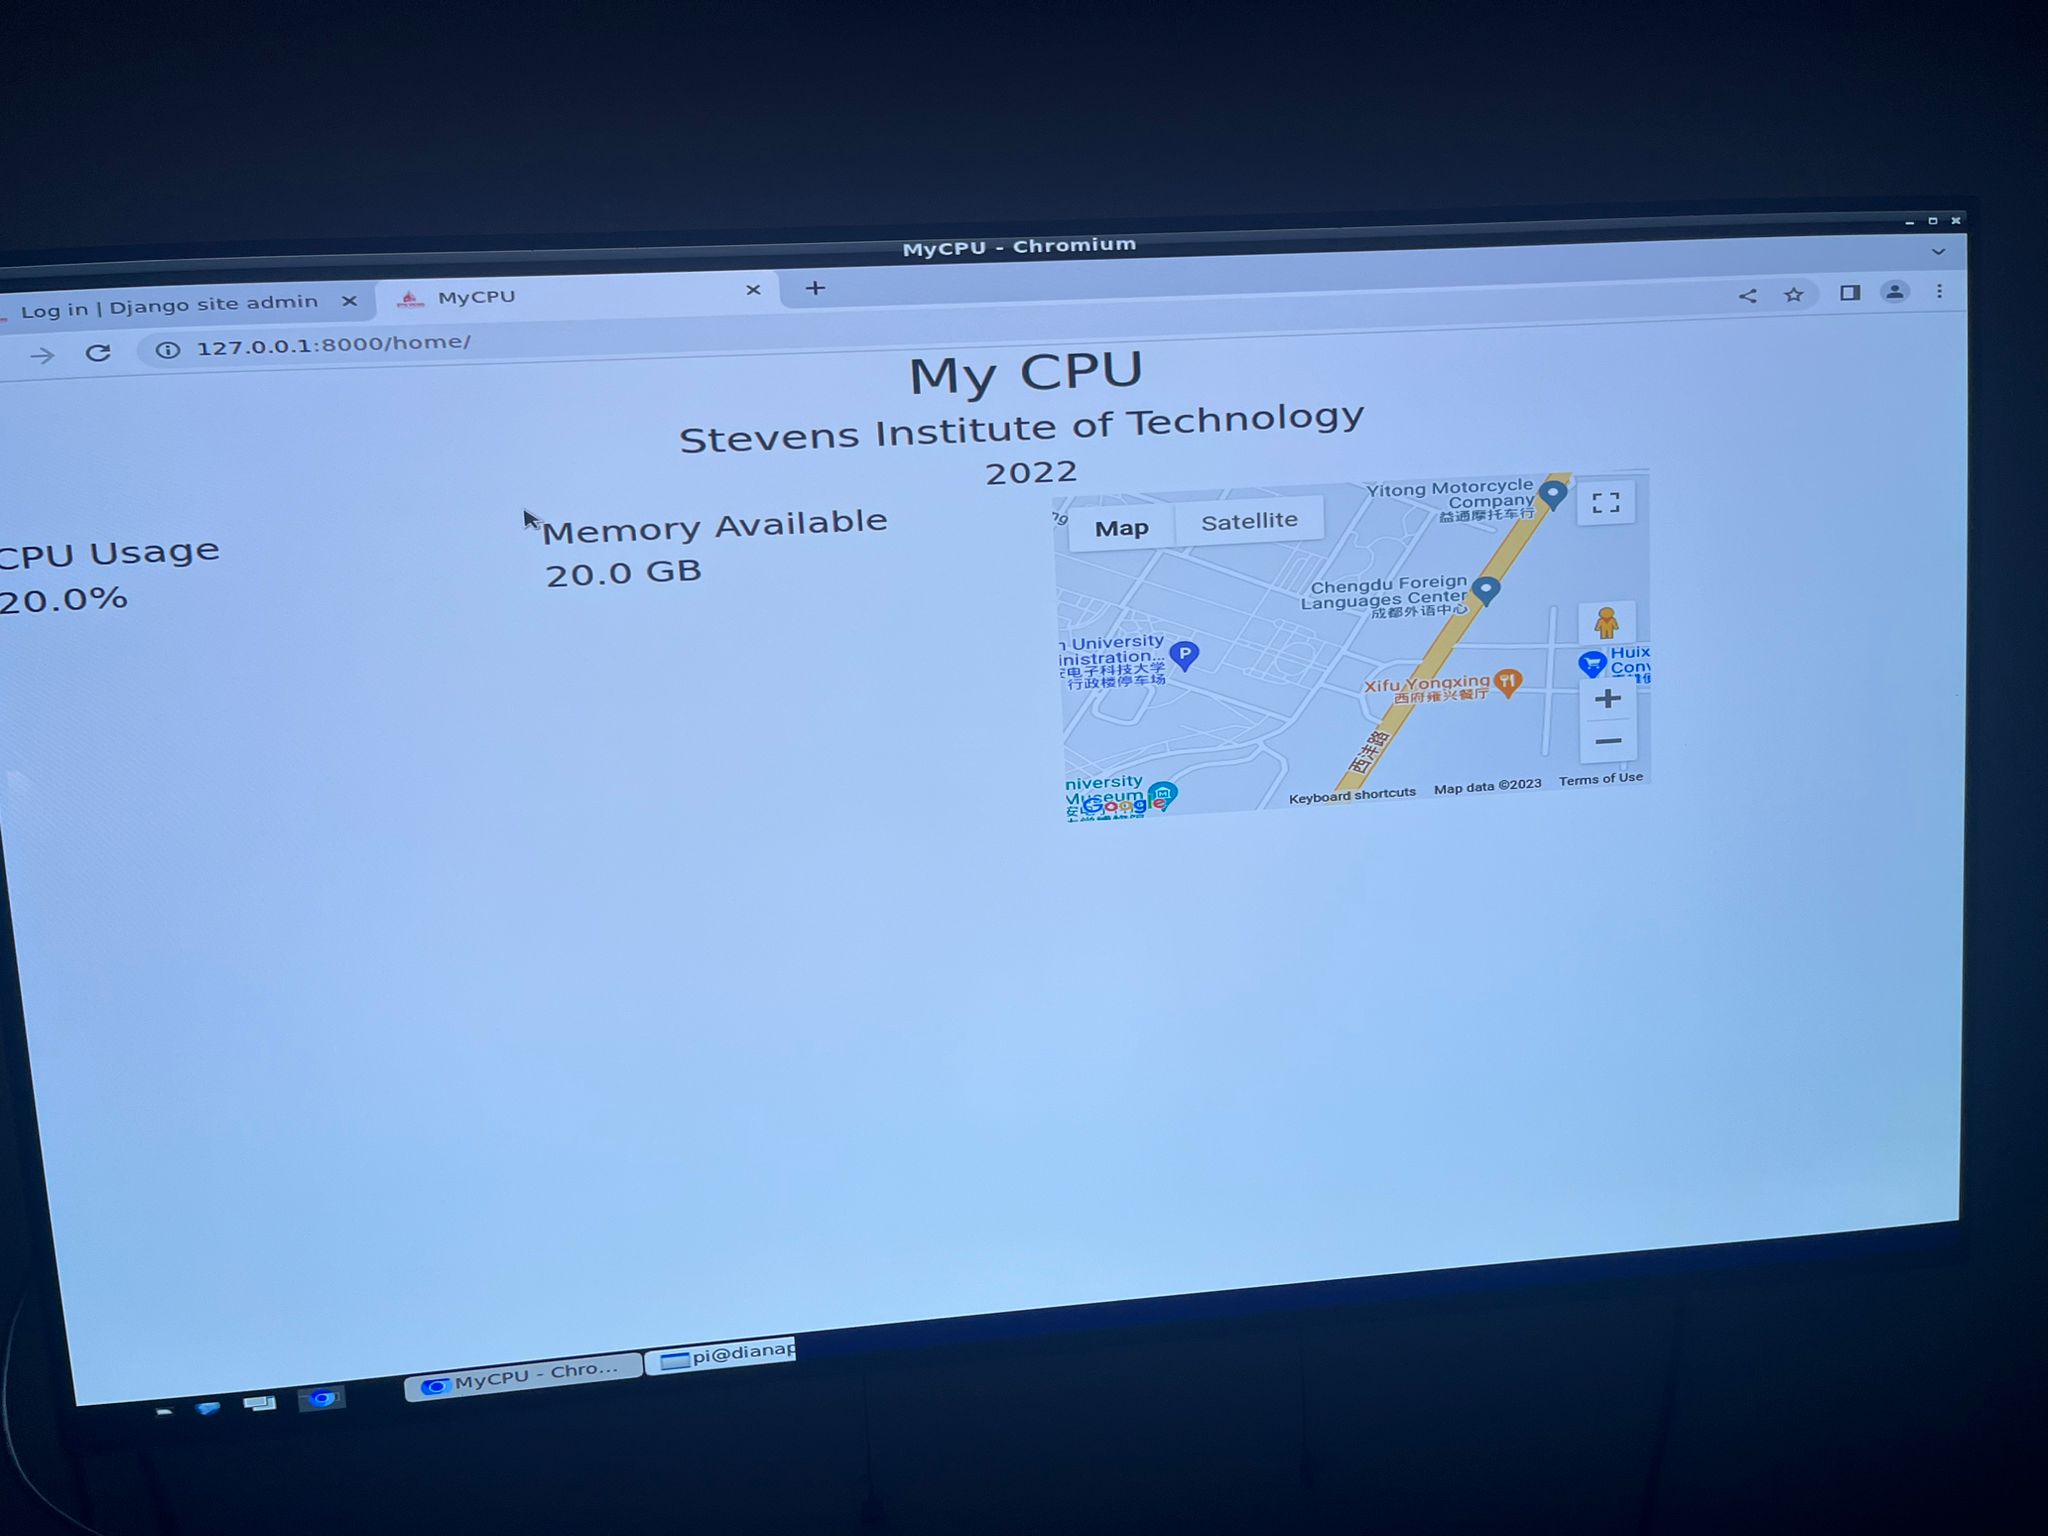 MyCPU - Chromium
Log in | Django site admin
MyCPU
127.0.0.1:8000/home/
My CPU
Stevens Institute of Technology
2022
CPU Usage
20.0%
Memory Available
20.0 GB
Map
Satellite
Yitong Motorcycle
Company
益通摩托车行
Chengdu Foreign
Languages Center
成都外语中心
University
inistration...
电子科技大学
行政楼停车场
Huix
Conv
Xifu Yongxing
西府雍兴餐厅
西沣路
niversity
Museum
Google
Keyboard shortcuts
Map data ©2023
Terms of Use
MyCPU - Chro...
pi@dianap